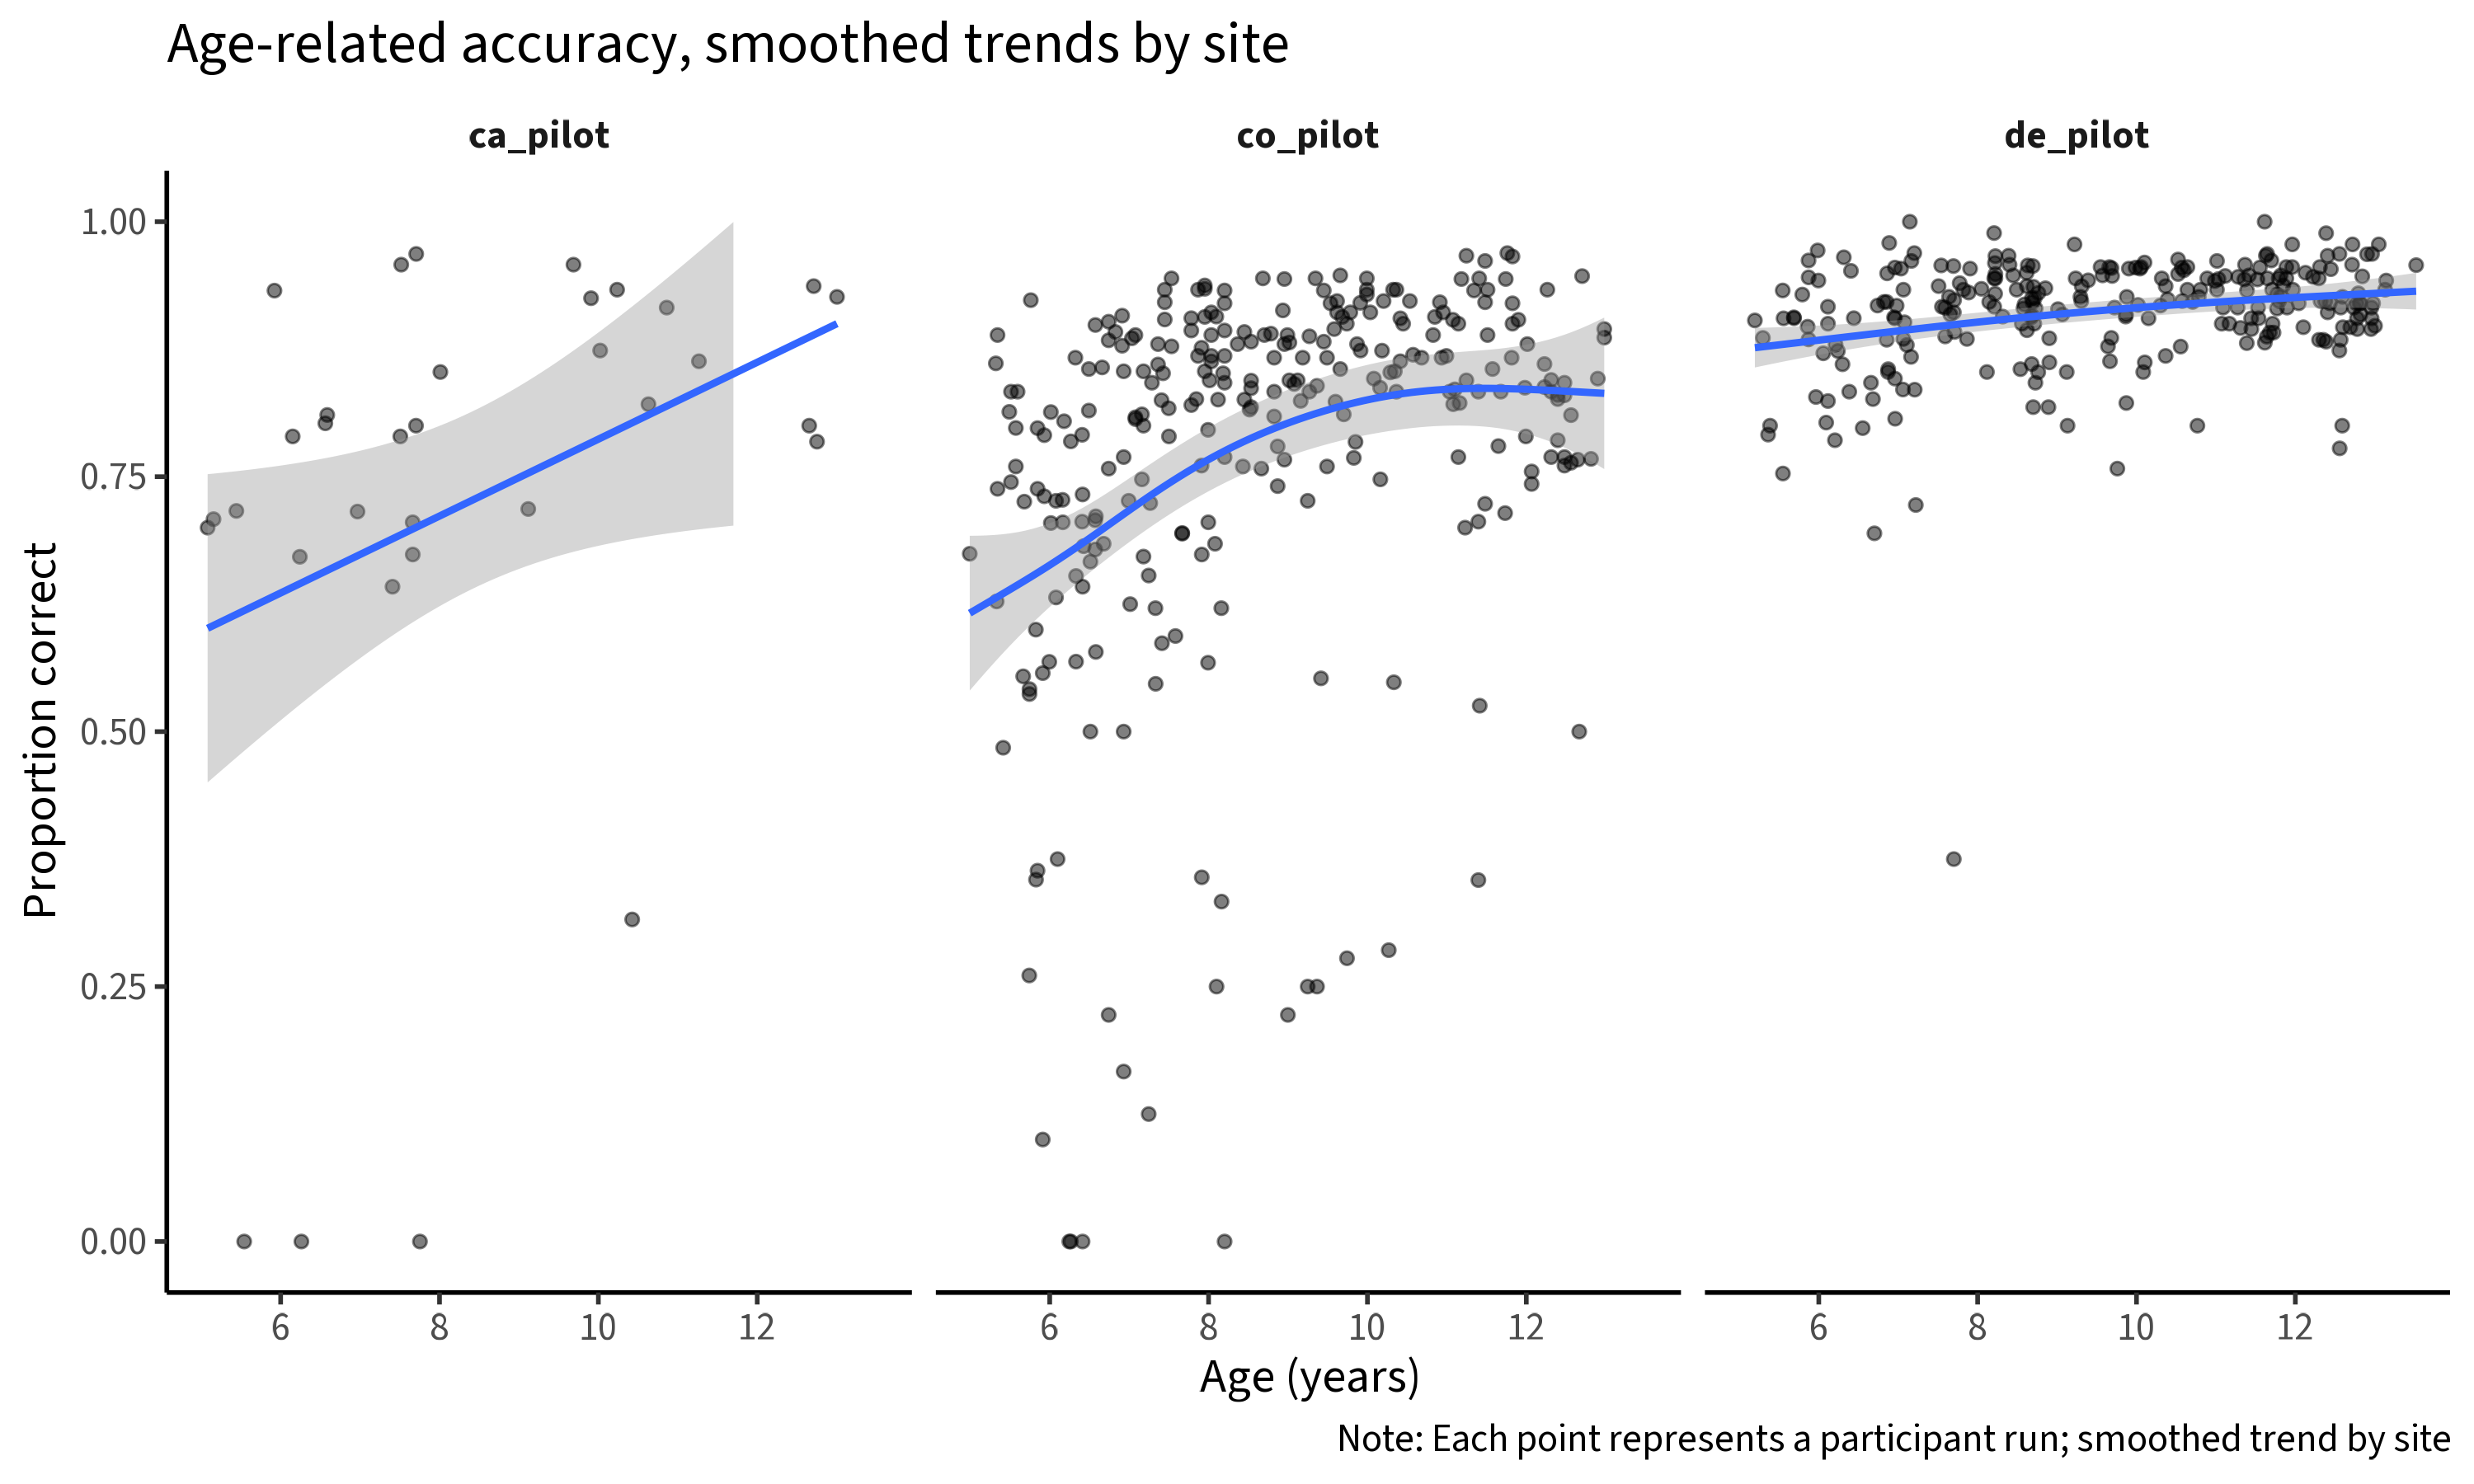 Age-related accuracy, smoothed trends by site
ca_pilot
co_pilot
de_pilot
Proportion correct
1.00
0.75
0.50
0.25
0.00
6 8 10 12
6 8 10 12
6 8 10 12
Age (years)
Note: Each point represents a participant run; smoothed trend by site